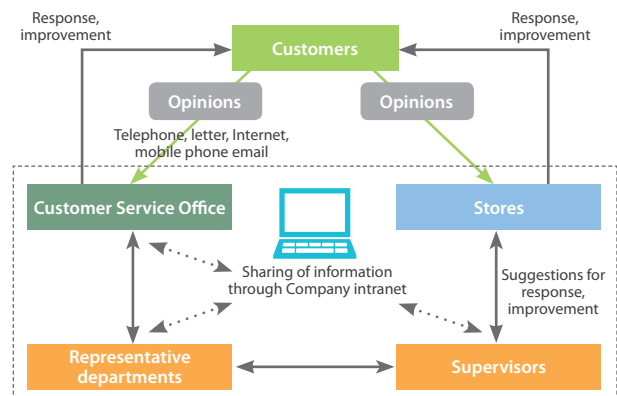 Response,
improvement
Customers
Response,
improvement
Opinions
Opinions
Telephone, letter, Internet,
mobile phone email
Customer Service Office
Stores
Sharing of information
through Company intranet
Suggestions for
response,
improvement
Representative
departments
Supervisors